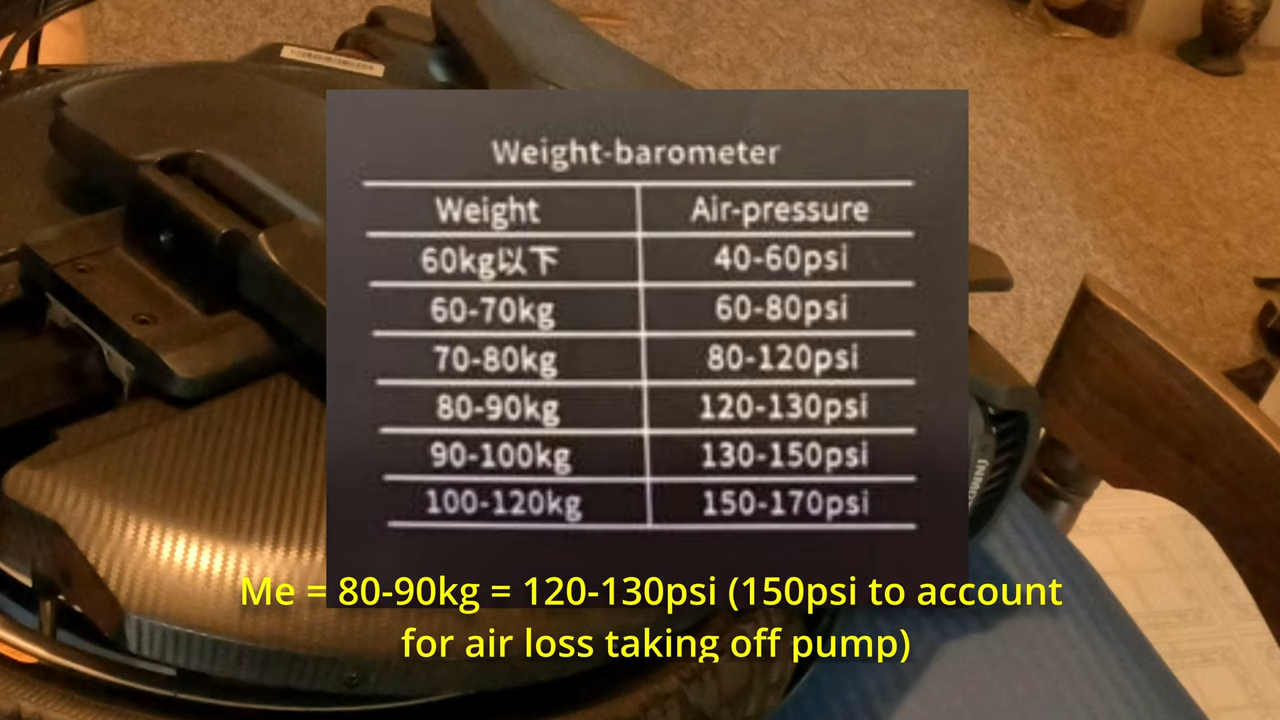 Weight-barometer
Weight Air-pressure
60kg以下 40-60psi
60-70kg 60-80psi
70-80kg 80-120psi
80-90kg 120-130psi
90-100kg 130-150psi
100-120kg 150-170psi
Me = 80-90kg = 120-130psi (150psi to account
for air loss taking off pump)